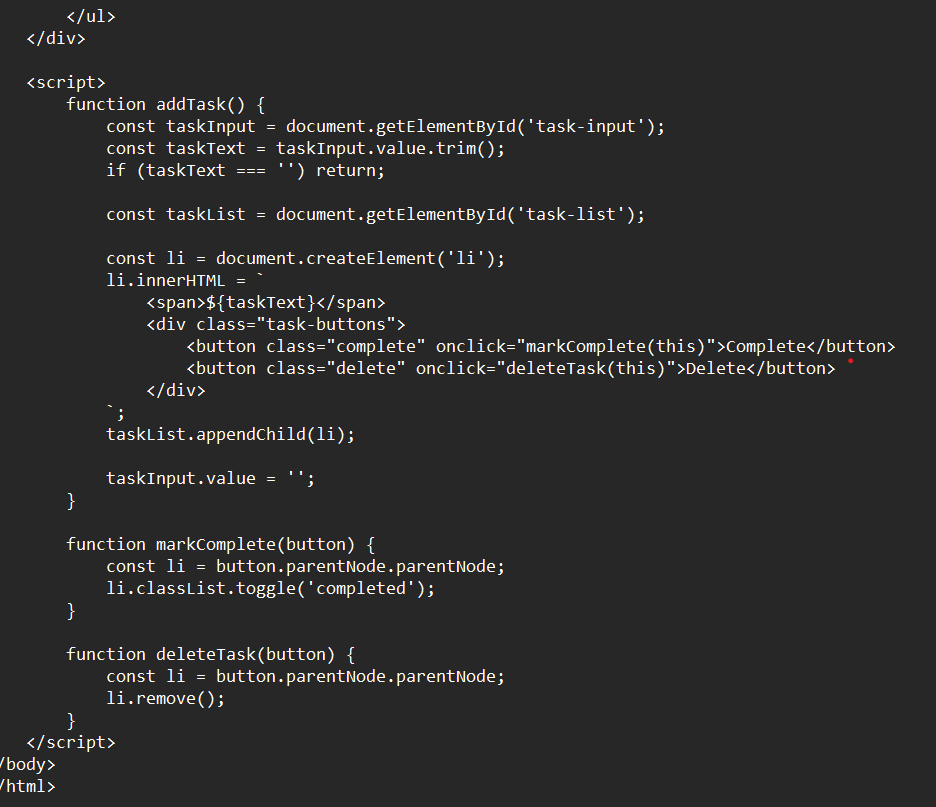 </ul>
</div>
<script>
function addTask() {
const taskInput = document.getElementById('task-input');
const taskText = taskInput.value.trim();
if (taskText === '') return;
const taskList = document.getElementById('task-list');
const li = document.createElement('li');
li.innerHTML = `
<span>${taskText}</span>
<div class="task-buttons">
<button class="complete" onclick="markComplete(this)">Complete</button>
<button class="delete" onclick="deleteTask(this)">Delete</button>
</div>
`;
taskList.appendChild(li);
taskInput.value = '';
}
function markComplete(button) {
const li = button.parentNode.parentNode;
li.classList.toggle('completed');
}
function deleteTask(button) {
const li = button.parentNode.parentNode;
li.remove();
}
</script>
/body>
/html>